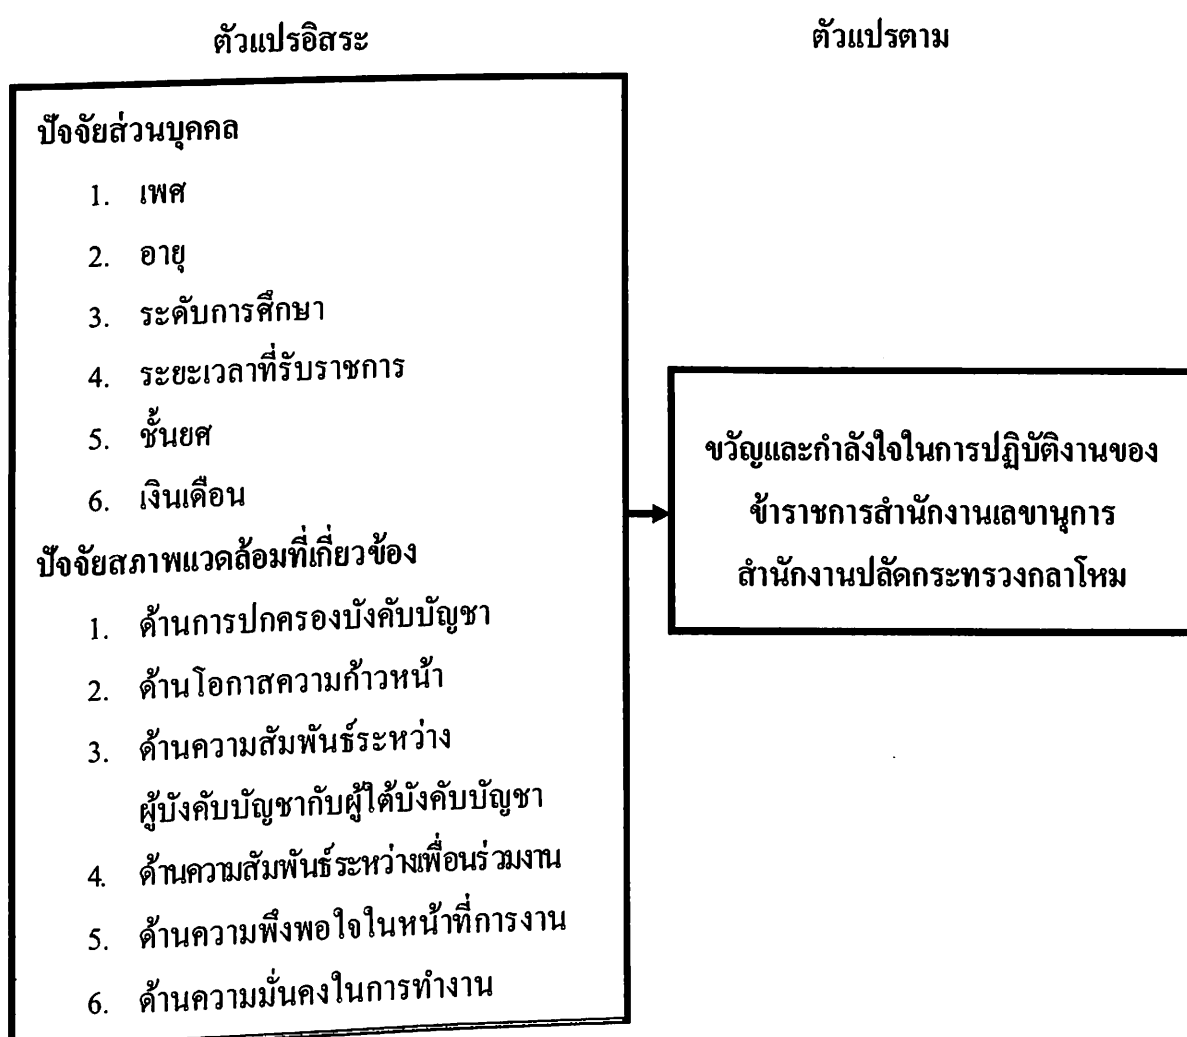 ตัวแปรอิสระ
ตัวแปรตาม
ปัจจัยส่วนบุคคล
1. เพศ
2. อายุ
3. ระดับการศึกษา
4. ระยะเวลาที่รับราชการ
5. ชั้นยศ
6. เงินเดือน
ปัจจัยสภาพแวดล้อมที่เกี่ยวข้อง
1. ด้านการปกครองบังคับบัญชา
2. ด้านโอกาสความก้าวหน้า
3. ด้านความสัมพันธ์ระหว่าง
ผู้บังคับบัญชากับผู้ใต้บังคับบัญชา
4. ด้านความสัมพันธ์ระหว่างเพื่อนร่วมงาน
5. ด้านความพึงพอใจในหน้าที่การงาน
6. ด้านความมั่นคงในการทำงาน
ขวัญและกำลังใจในการปฏิบัติงานของ
ข้าราชการสำนักงานเลขานุการ
สำนักงานปลัดกระทรวงกลาโหม